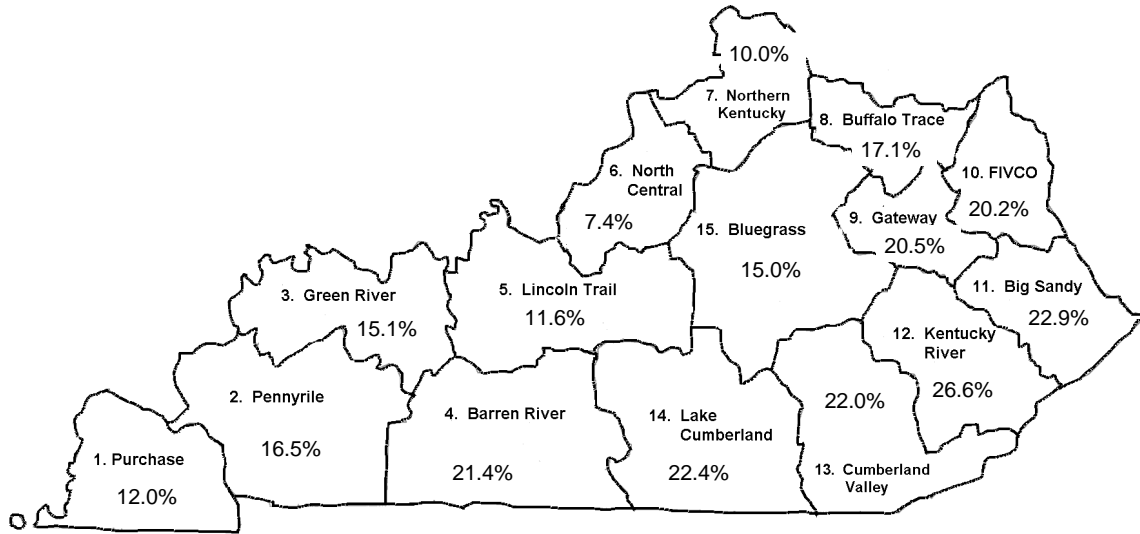 10.0%
7. Northern
Kentucky
8. Buffalo Trace
17.1%
6. North
Central
7.4%
10. FIVCO
20.2%
9. Gateway
20.5%
15. Bluegrass
15.0%
3. Green River
15.1%
5. Lincoln Trail
11.6%
11. Big Sandy
22.9%
12. Kentucky
River
26.6%
2. Pennyrile
16.5%
4. Barren River
21.4%
14. Lake
Cumberland
22.4%
22.0%
13. Cumberland
Valley
1. Purchase
12.0%